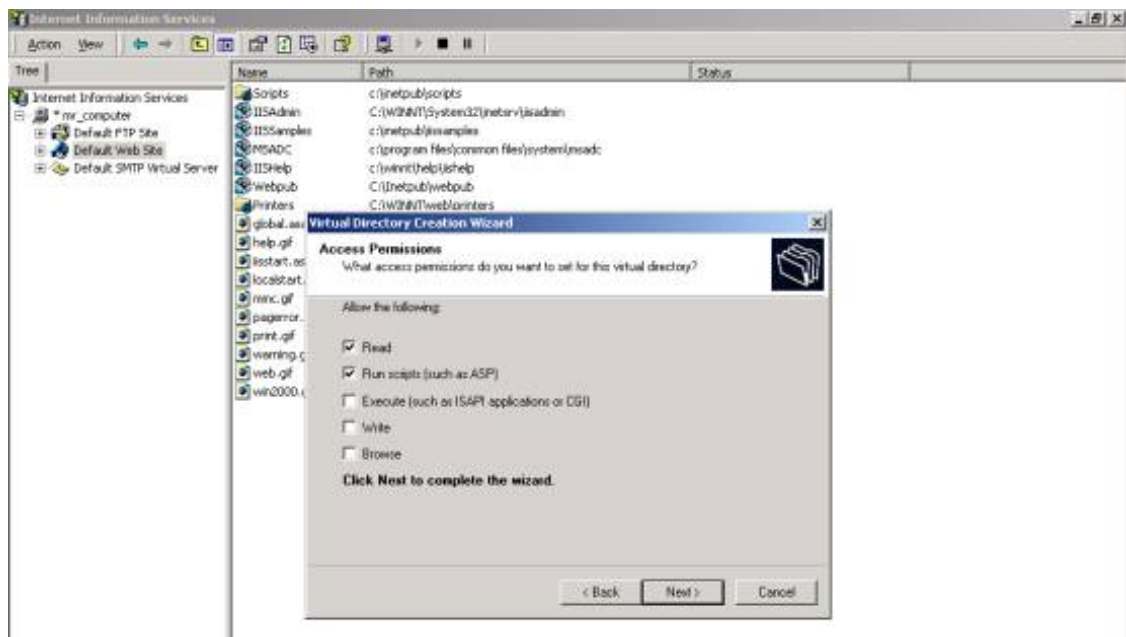 Internet Information Services
Action View
Tree
Name Path Status
Internet Information Services
* mr_computer
Default FTP Site
Default Web Site
Default SMTP Virtual Server
Scripts c:\inetpub\scripts
IISAdmin C:\WINNT\System32\inetsrv\iisadmin
IISSamples c:\inetpub\iissamples
MSADC c:\program files\common files\system\msadc
IISHelp c:\winnt\help\iishelp
Webpub C:\Inetpub\webpub
Printers C:\WINNT\web\printers
help.gif
mmc.gif
print.gif
web.gif
Virtual Directory Creation Wizard
Access Permissions
What access permissions do you want to set for this virtual directory?
Allow the following:
Read
Run scripts (such as ASP)
Execute (such as ISAPI applications or CGI)
Write
Browse
Click Next to complete the wizard.
< Back Next > Cancel